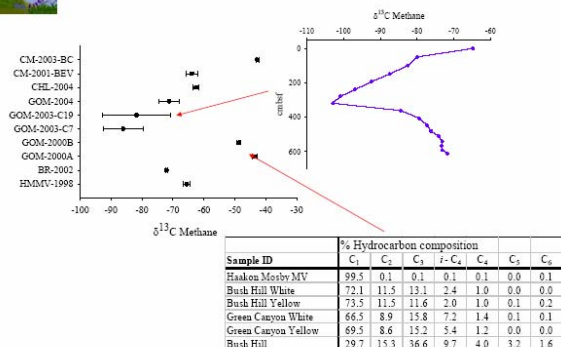 δ13C Methane
-110 -100 -90 -80 -70 -60
0
200
400
600
cmbsf
CM-2003-BC
CM-2001-BEV
CHL-2004
GOM-2004
GOM-2003-C19
GOM-2003-C7
GOM-2000B
GOM-2000A
BR-2002
HMMV-1998
-100 -90 -80 -70 -60 -50 -40 -30
δ13C Methane
% Hydrocarbon composition
Sample ID C1 C2 C3 i - C4 C4 C5 C6
Haakon Mosby MV 99.5 0.1 0.1 0.1 0.1 0.0 0.1
Bush Hill White 72.1 11.5 13.1 2.4 1.0 0.0 0.0
Bush Hill Yellow 73.5 11.5 11.6 2.0 1.0 0.1 0.2
Green Canyon White 66.5 8.9 15.8 7.2 1.4 0.1 0.1
Green Canyon Yellow 69.5 8.6 15.2 5.4 1.2 0.0 0.0
Bush Hill 29.7 15.3 36.6 9.7 4.0 3.2 1.6